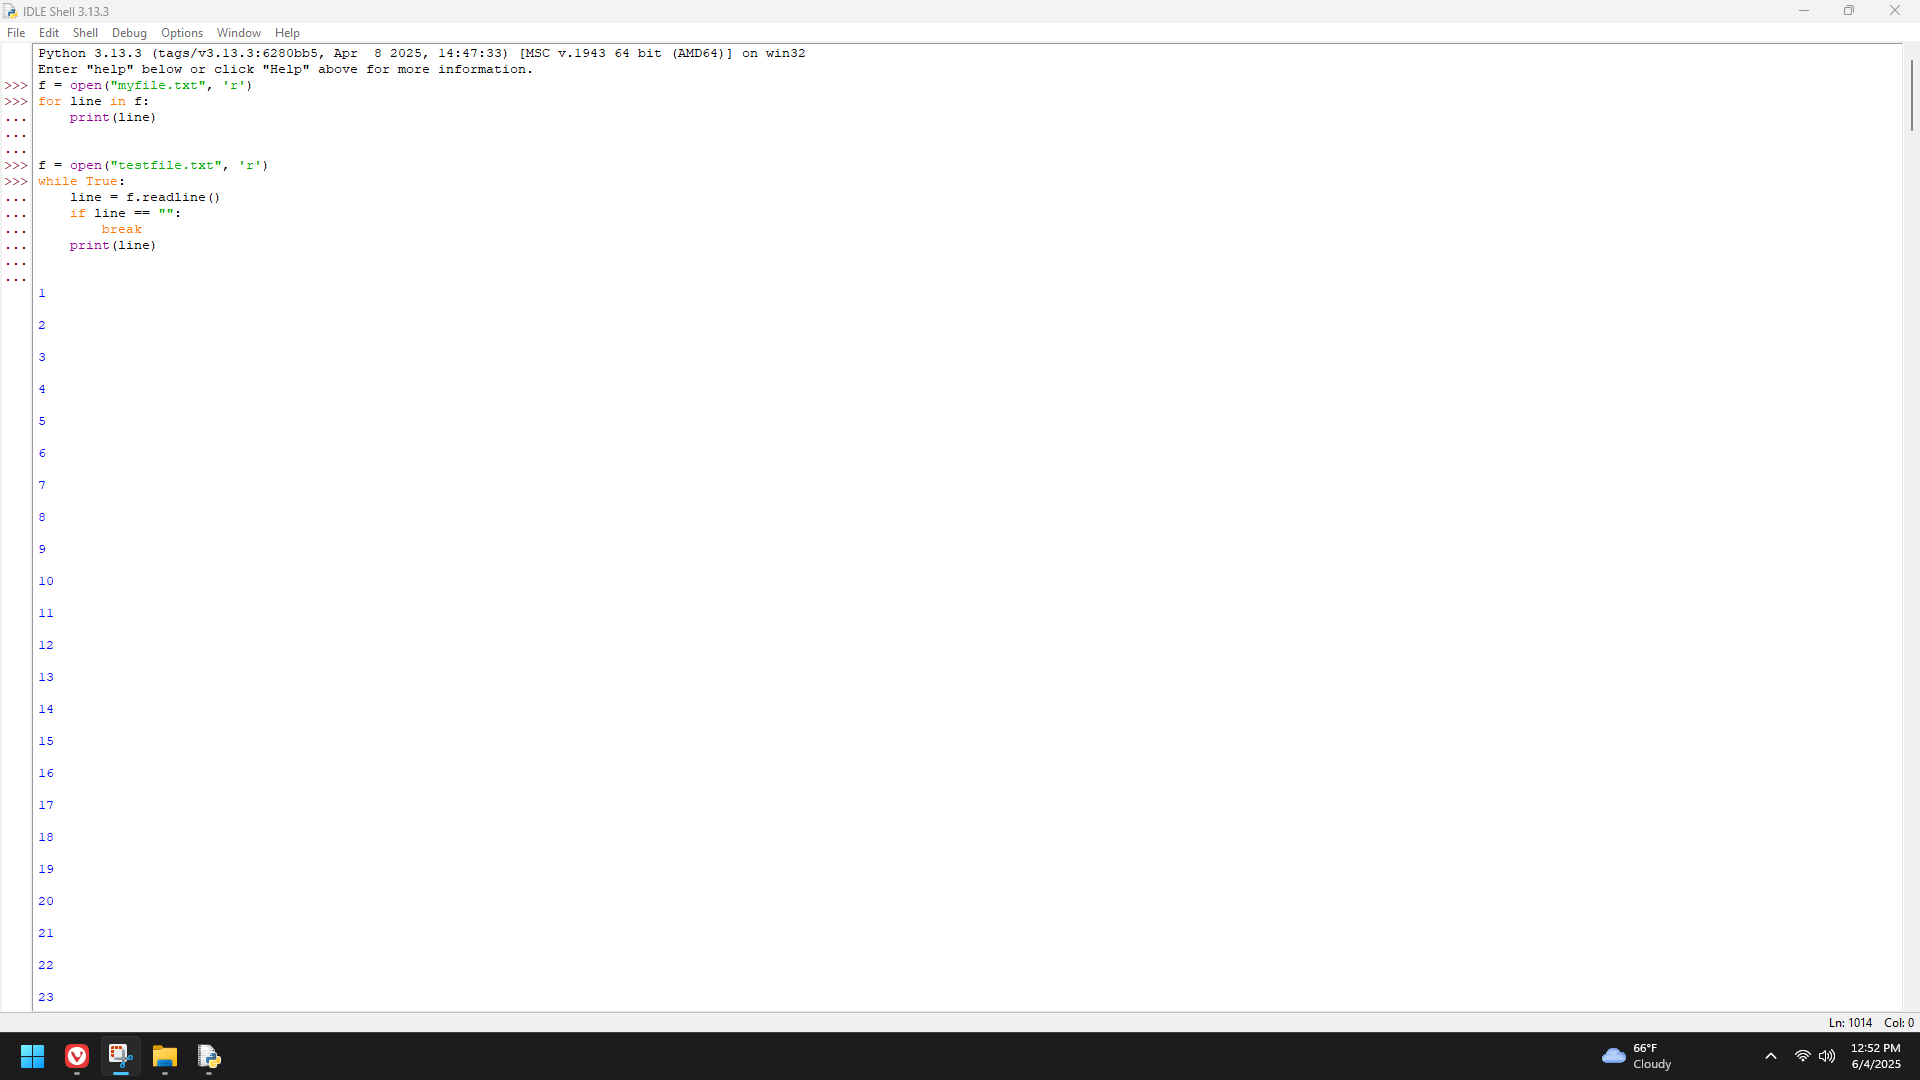 IDLE Shell 3.13.3
File Edit Shell Debug Options Window Help
Python 3.13.3 (tags/v3.13.3:6280bb5, Apr  8 2025, 14:47:33) [MSC v.1943 64 bit (AMD64)] on win32
Enter "help" below or click "Help" above for more information.
>>> f = open("myfile.txt", 'r')
>>> for line in f:
...     print(line)
...
...
>>> f = open("testfile.txt", 'r')
>>> while True:
...     line = f.readline()
...     if line == "":
...         break
...     print(line)
...
...
1
2
3
4
5
6
7
8
9
10
11
12
13
14
15
16
17
18
19
20
21
22
23
Ln: 1014 Col: 0
66°F
Cloudy
12:52 PM
6/4/2025